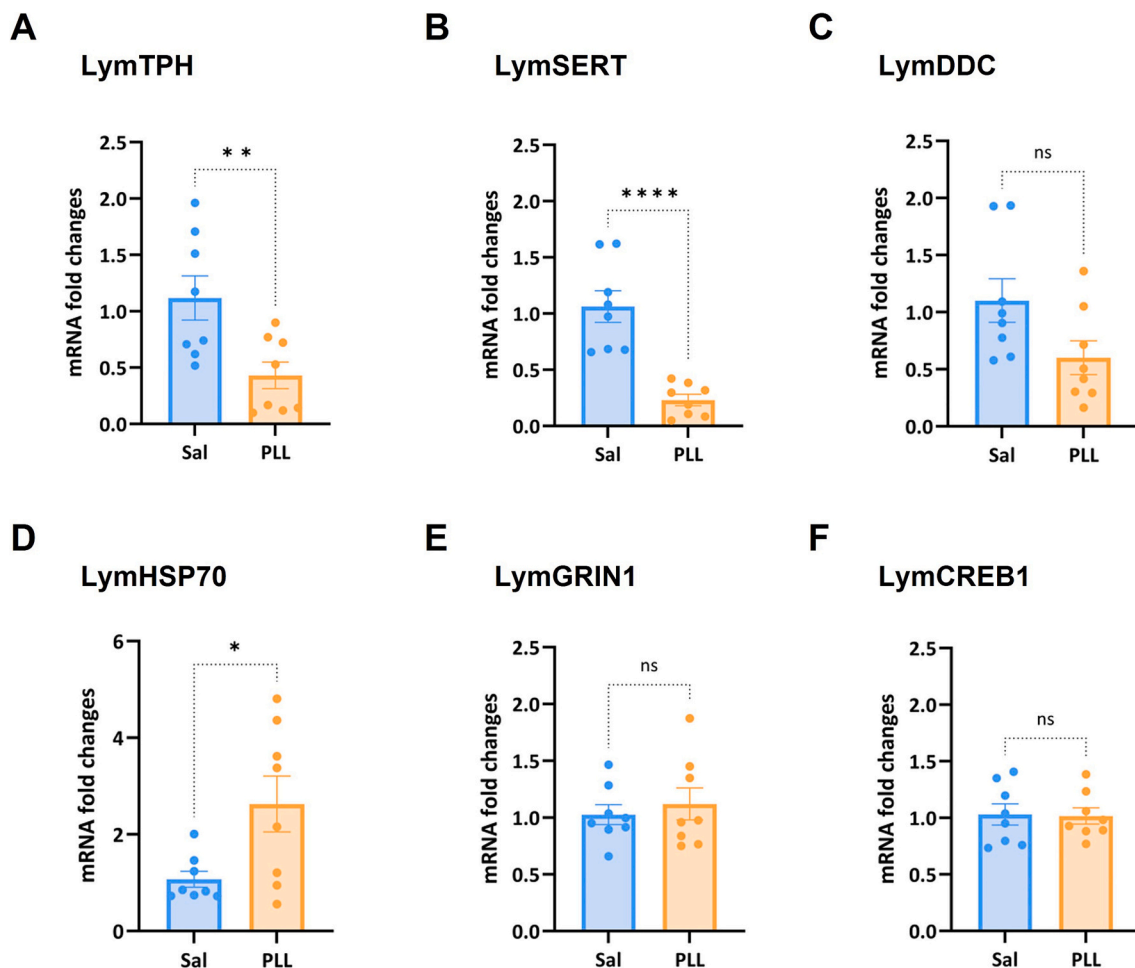 A
LymTPH
mRNA fold changes
2.5
2.0
1.5
1.0
0.5
0.0
**
Sal PLL
B
LymSERT
mRNA fold changes
2.5
2.0
1.5
1.0
0.5
0.0
****
Sal PLL
C
LymDDC
mRNA fold changes
2.5
2.0
1.5
1.0
0.5
0.0
ns
Sal PLL
D
LymHSP70
mRNA fold changes
6
4
2
0
*
Sal PLL
E
LymGRIN1
mRNA fold changes
2.5
2.0
1.5
1.0
0.5
0.0
ns
Sal PLL
F
LymCREB1
mRNA fold changes
2.5
2.0
1.5
1.0
0.5
0.0
ns
Sal PLL